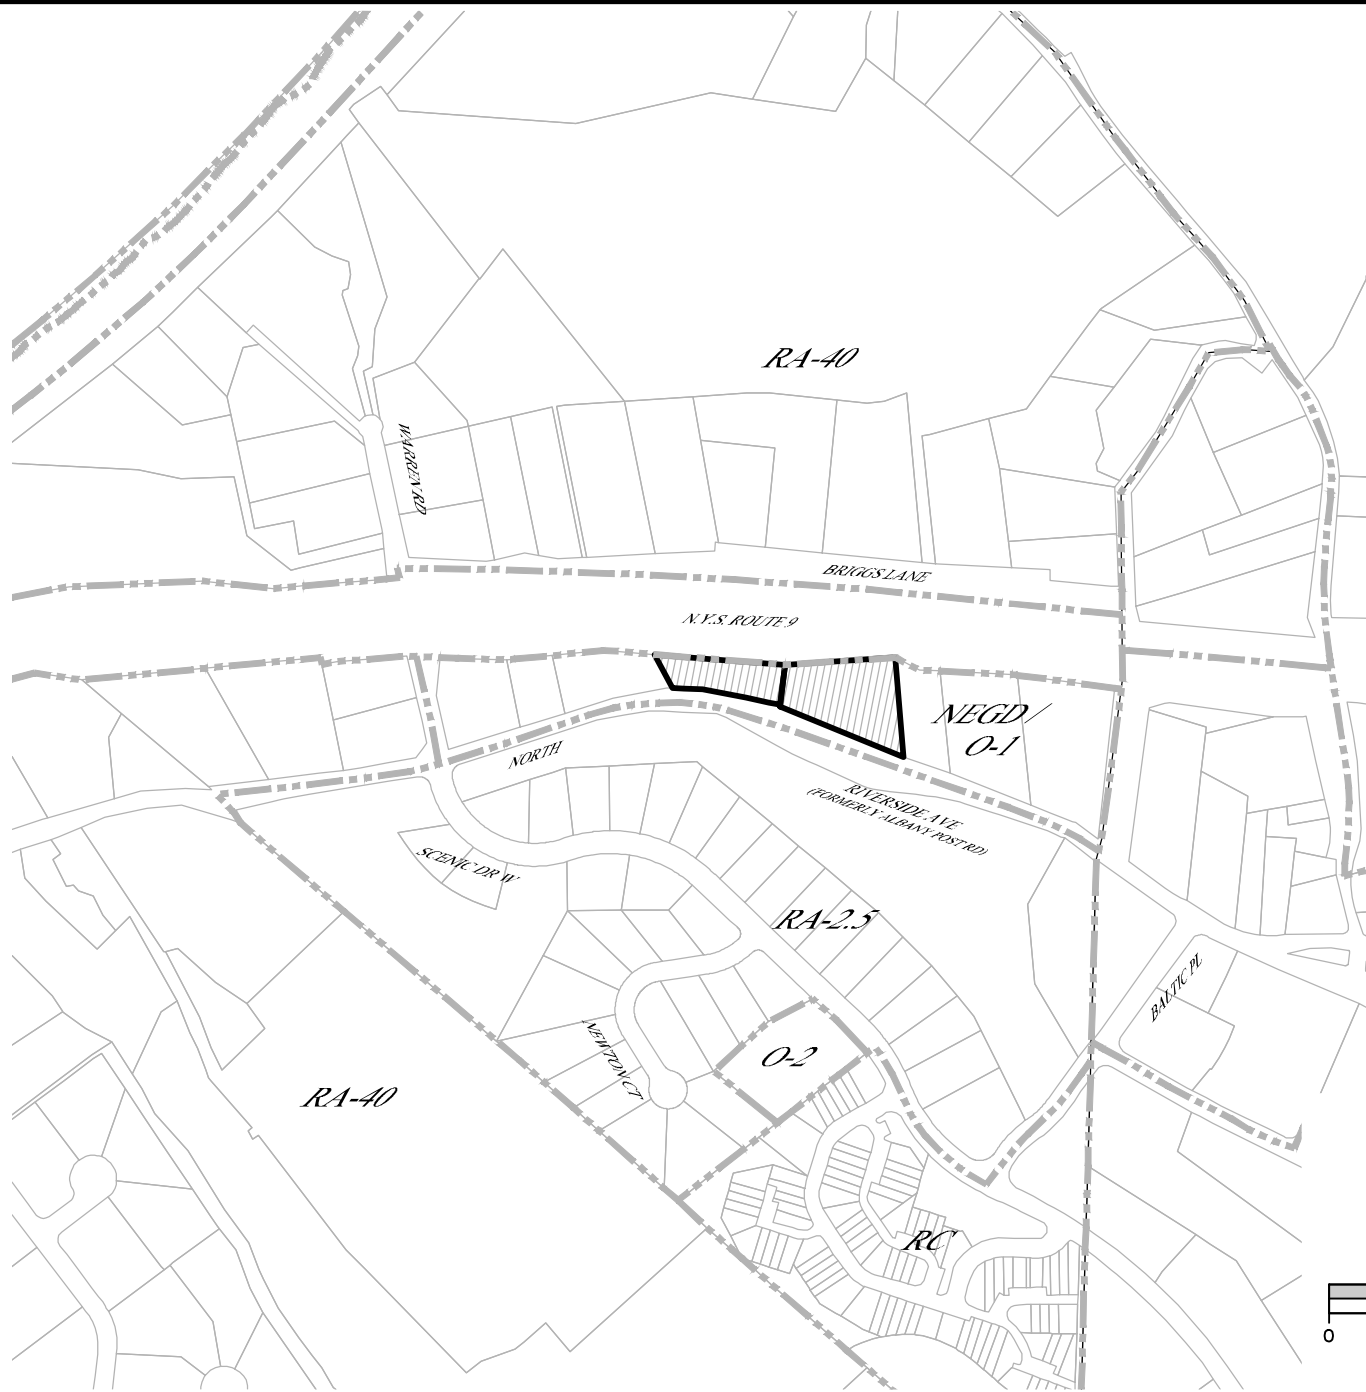 RA-40
WARREN RD
BRIGGS LANE
N.Y.S. ROUTE 9
NEGD/
O-1
NORTH
RIVERSIDE AVE
(FORMERLY ALBANY POST RD)
SCENIC DR W
RA-2.5
BALTIC PL
NEWTON CT
O-2
RA-40
RC
0